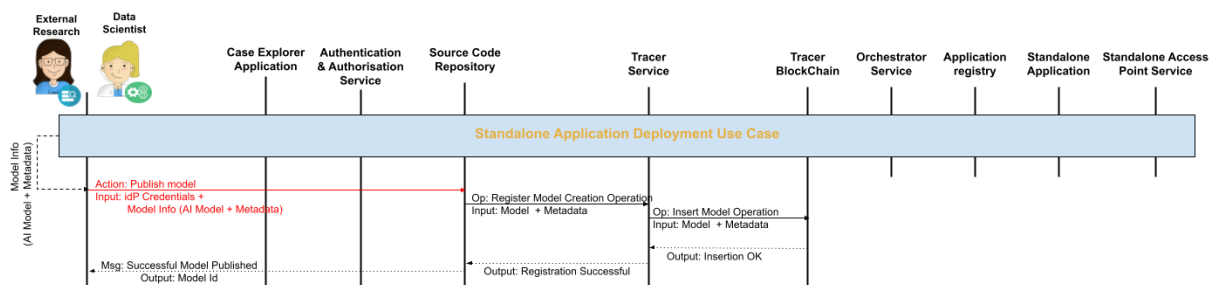 External
Research
Data
Scientist
Case Explorer
Application
Authentication
& Authorisation
Service
Source Code
Repository
Tracer
Service
Tracer
BlockChain
Orchestrator
Service
Application
registry
Standalone
Application
Standalone Access
Point Service
Standalone Application Deployment Use Case
Model Info
(AI Model + Metadata)
Action: Publish model
Input: idP Credentials +
Model Info (AI Model + Metadata)
Op: Register Model Creation Operation
Input: Model + Metadata
Op: Insert Model Operation
Input: Model + Metadata
Output: Insertion OK
Output: Registration Successful
Msg: Successful Model Published
Output: Model Id